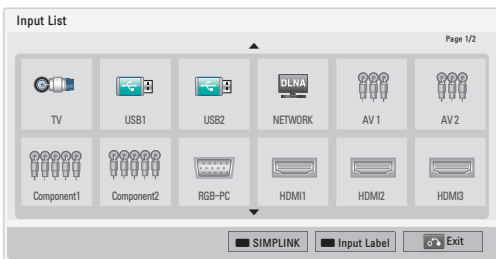 Input List
Page 1/2
DLNA
TV USB1 USB2 NETWORK AV 1 AV 2
Component1 Component2 RGB-PC HDMI1 HDMI2 HDMI3
SIMPLINK Input Label Exit